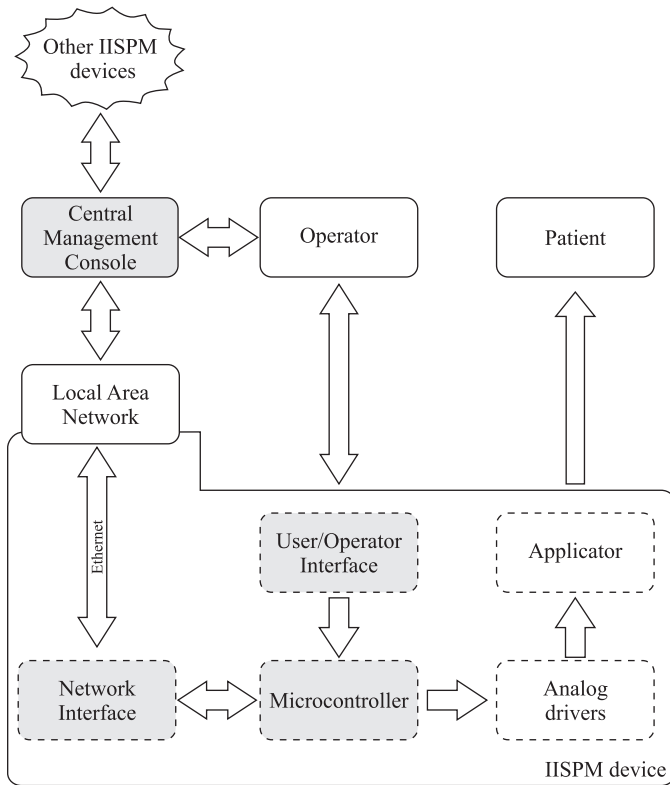 Other IISPM
devices
Central
Management
Console
Operator
Patient
Local Area
Network
Ethernet
User/Operator
Interface
Applicator
Network
Interface
Microcontroller
Analog
drivers
IISPM device